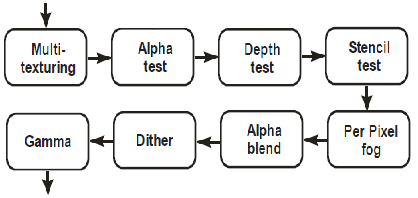 Multi-
texturing
Alpha
test
Depth
test
Stencil
test
Per Pixel
fog
Alpha
blend
Dither
Gamma